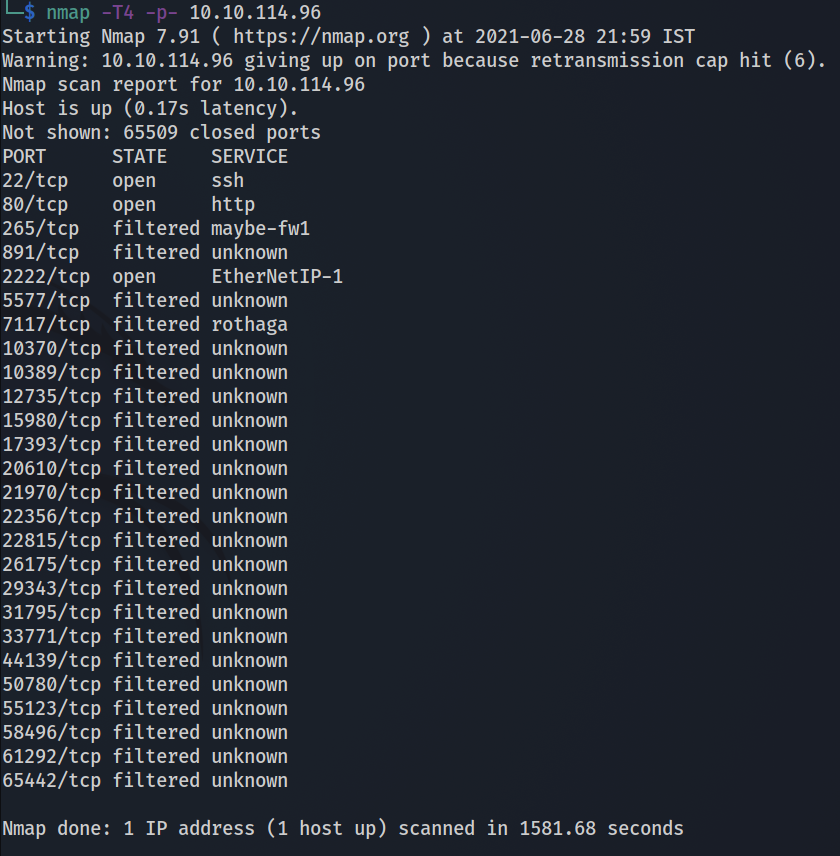 └─$ nmap -T4 -p- 10.10.114.96
Starting Nmap 7.91 ( https://nmap.org ) at 2021-06-28 21:59 IST
Warning: 10.10.114.96 giving up on port because retransmission cap hit (6).
Nmap scan report for 10.10.114.96
Host is up (0.17s latency).
Not shown: 65509 closed ports
PORT      STATE    SERVICE
22/tcp    open     ssh
80/tcp    open     http
265/tcp   filtered maybe-fw1
891/tcp   filtered unknown
2222/tcp  open     EtherNetIP-1
5577/tcp  filtered unknown
7117/tcp  filtered rothaga
10370/tcp filtered unknown
10389/tcp filtered unknown
12735/tcp filtered unknown
15980/tcp filtered unknown
17393/tcp filtered unknown
20610/tcp filtered unknown
21970/tcp filtered unknown
22356/tcp filtered unknown
22815/tcp filtered unknown
26175/tcp filtered unknown
29343/tcp filtered unknown
31795/tcp filtered unknown
33771/tcp filtered unknown
44139/tcp filtered unknown
50780/tcp filtered unknown
55123/tcp filtered unknown
58496/tcp filtered unknown
61292/tcp filtered unknown
65442/tcp filtered unknown
Nmap done: 1 IP address (1 host up) scanned in 1581.68 seconds